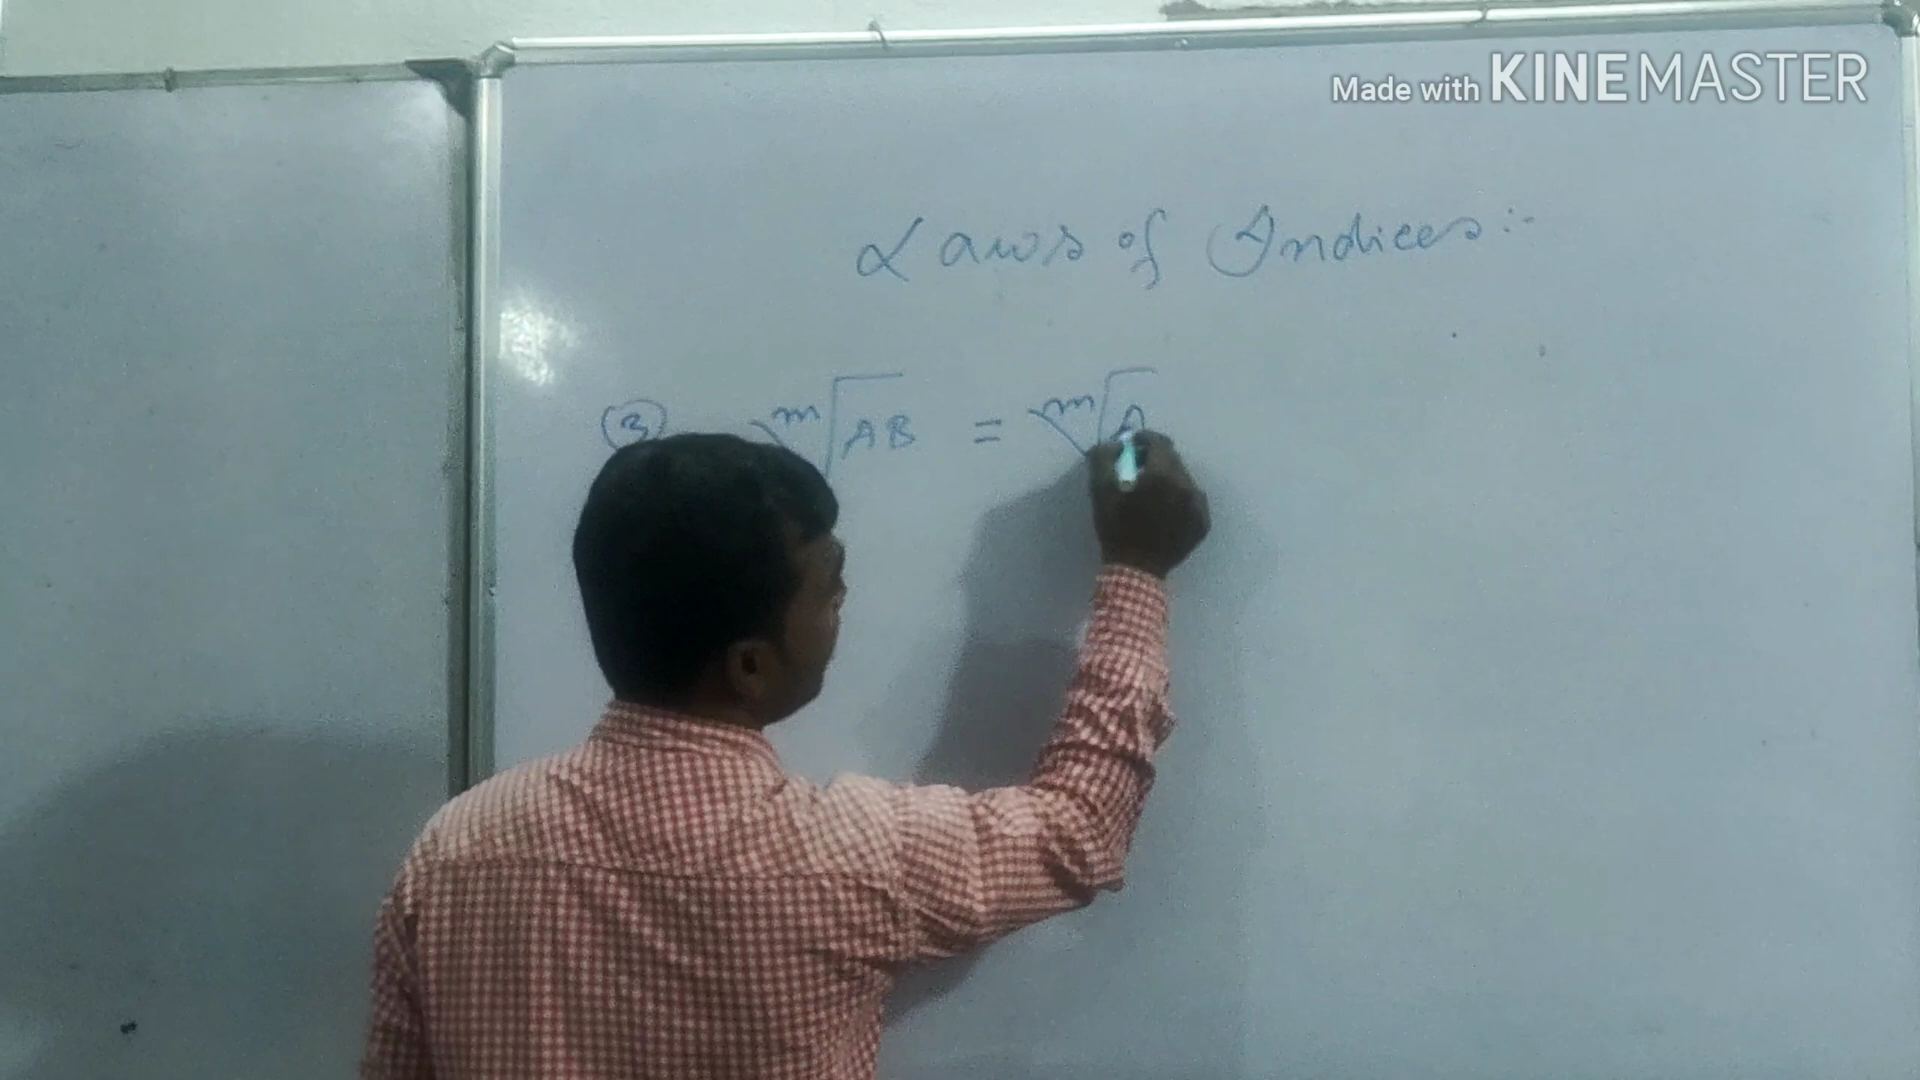 Made with KINEMASTER
Laws of Indices:-
(3) ᵐ√AB = ᵐ√A